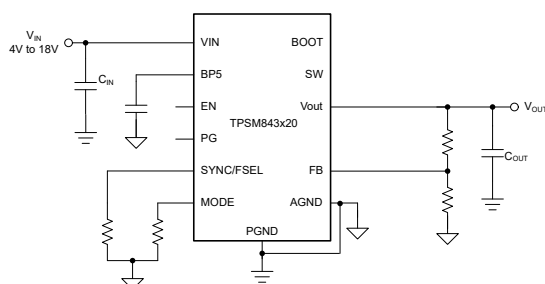 VIN
4V to 18V
CIN
VIN
BP5
EN
PG
SYNC/FSEL
MODE
TPSM843x20
PGND
BOOT
SW
Vout
FB
AGND
VOUT
COUT